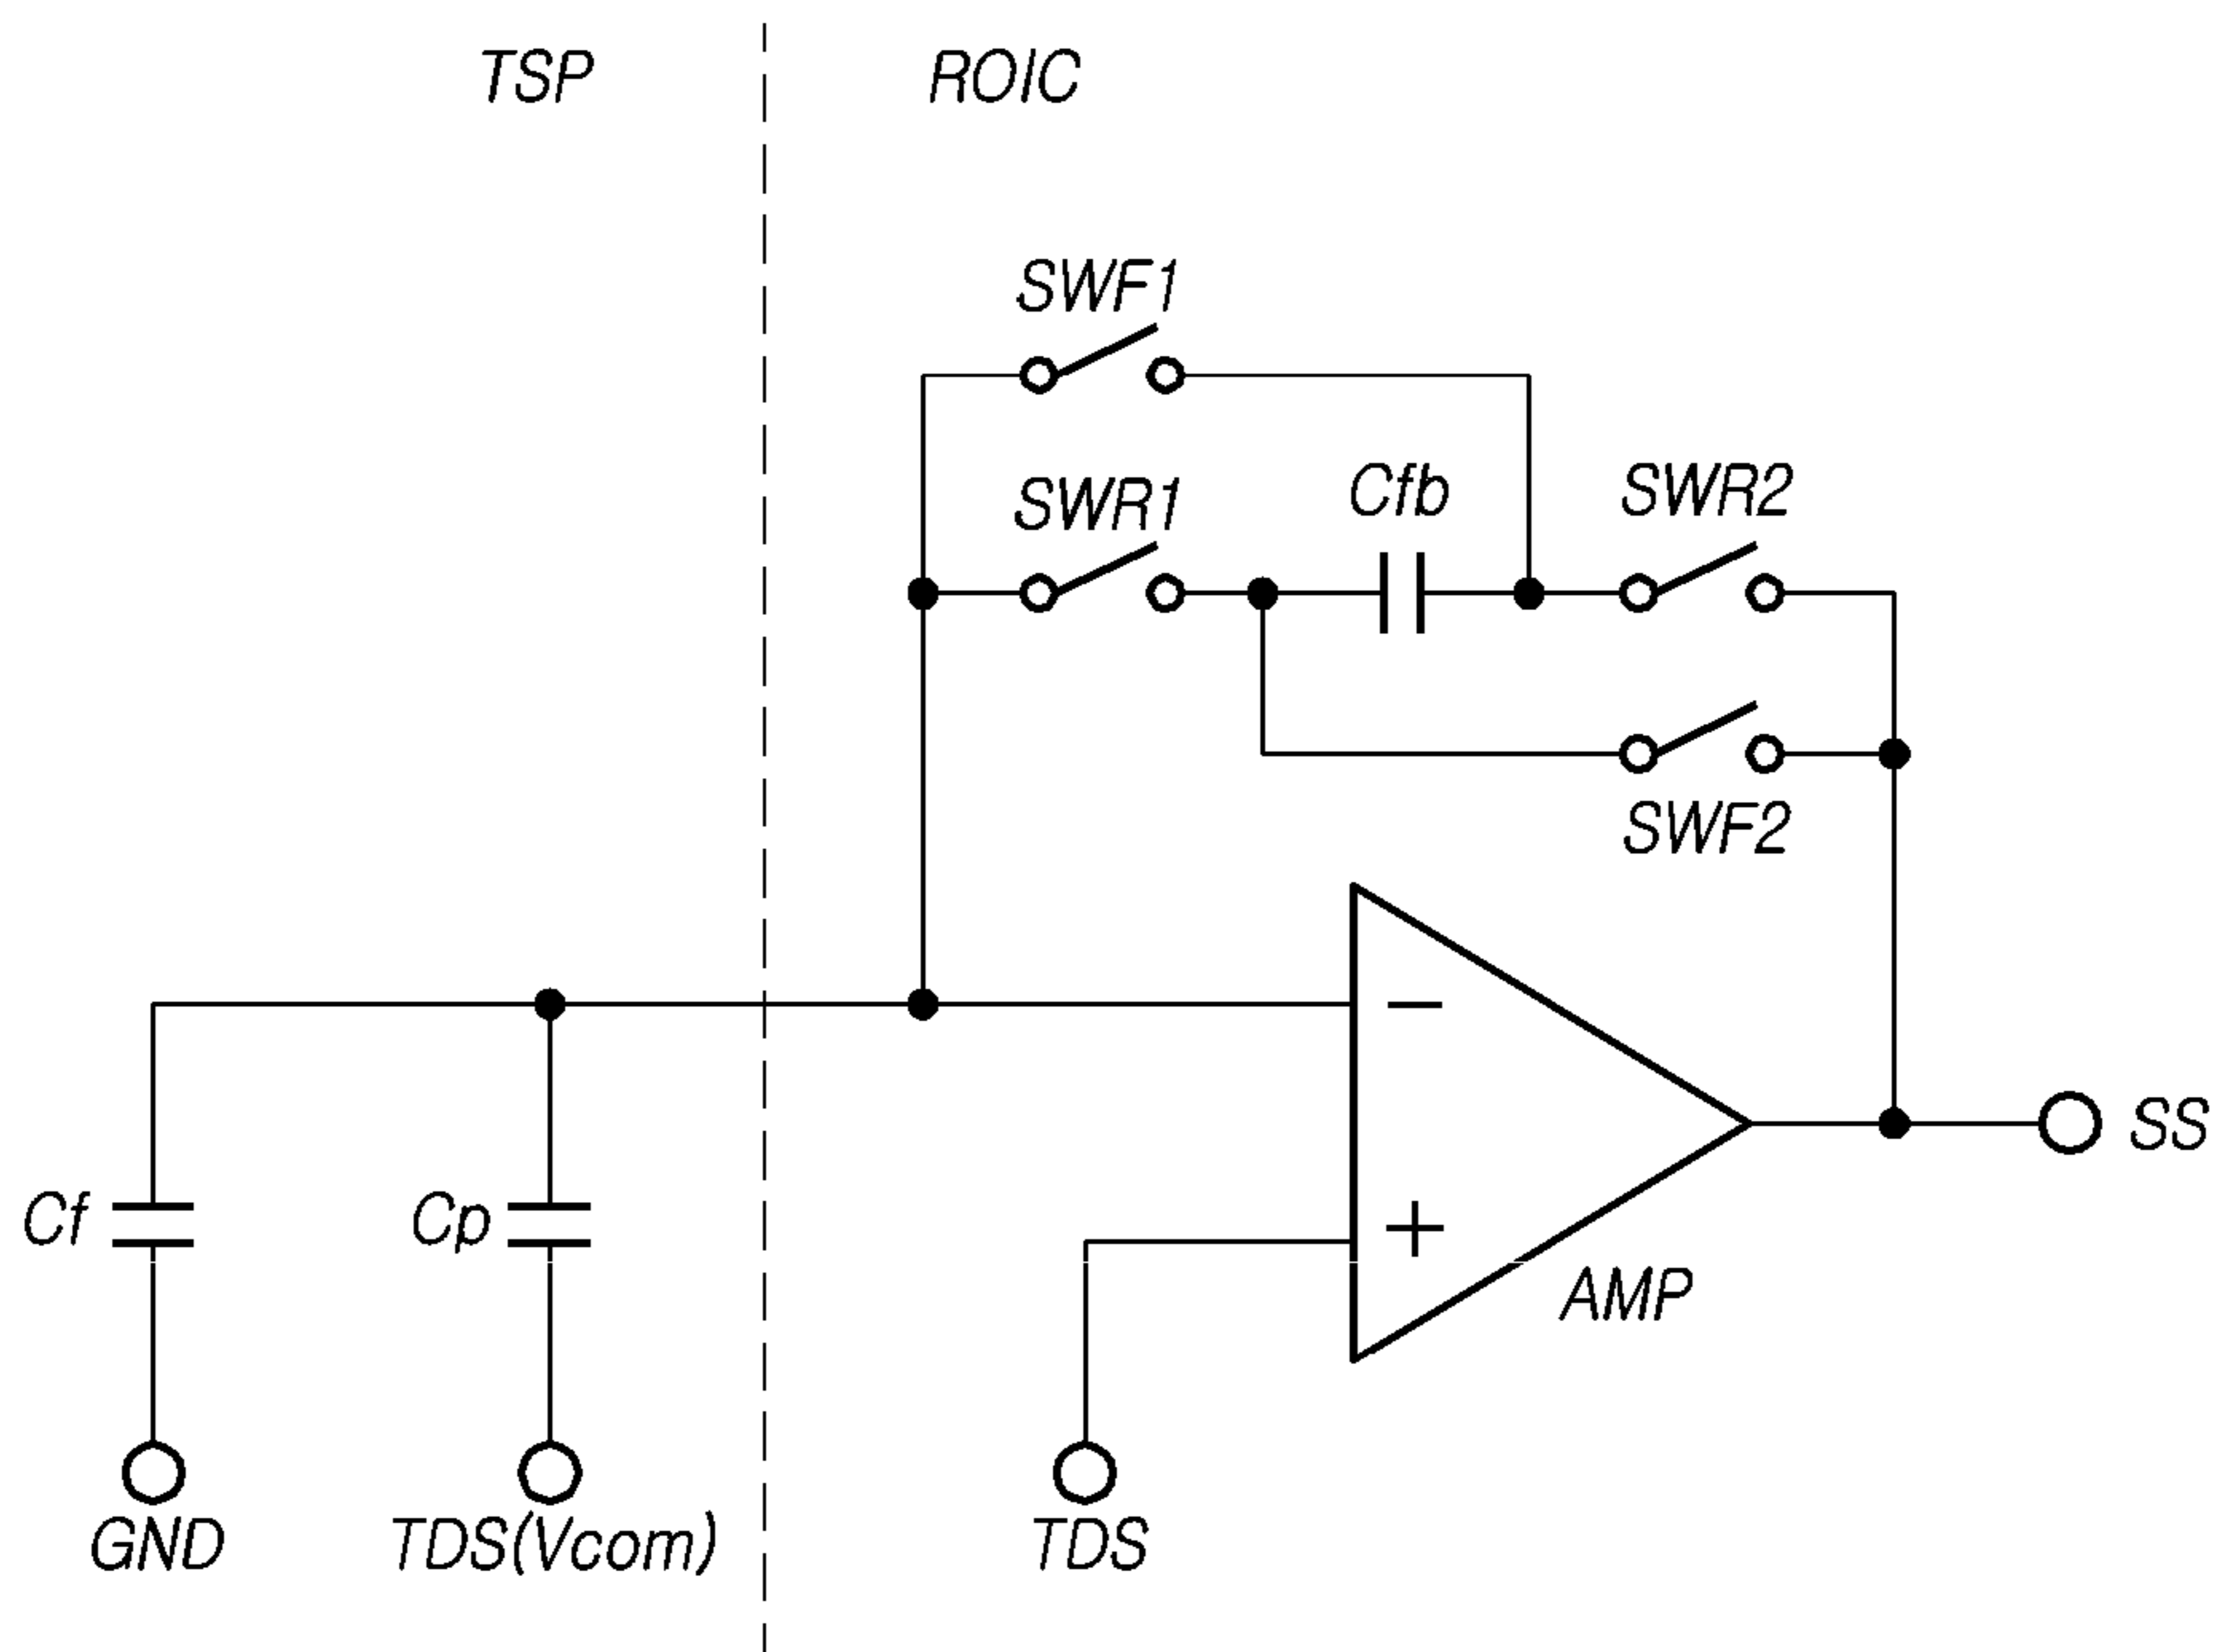 TSP
ROIC
SWF1
SWR1
Cfb
SWR2
SWF2
−
+
AMP
SS
Cf
Cp
GND
TDS(Vcom)
TDS